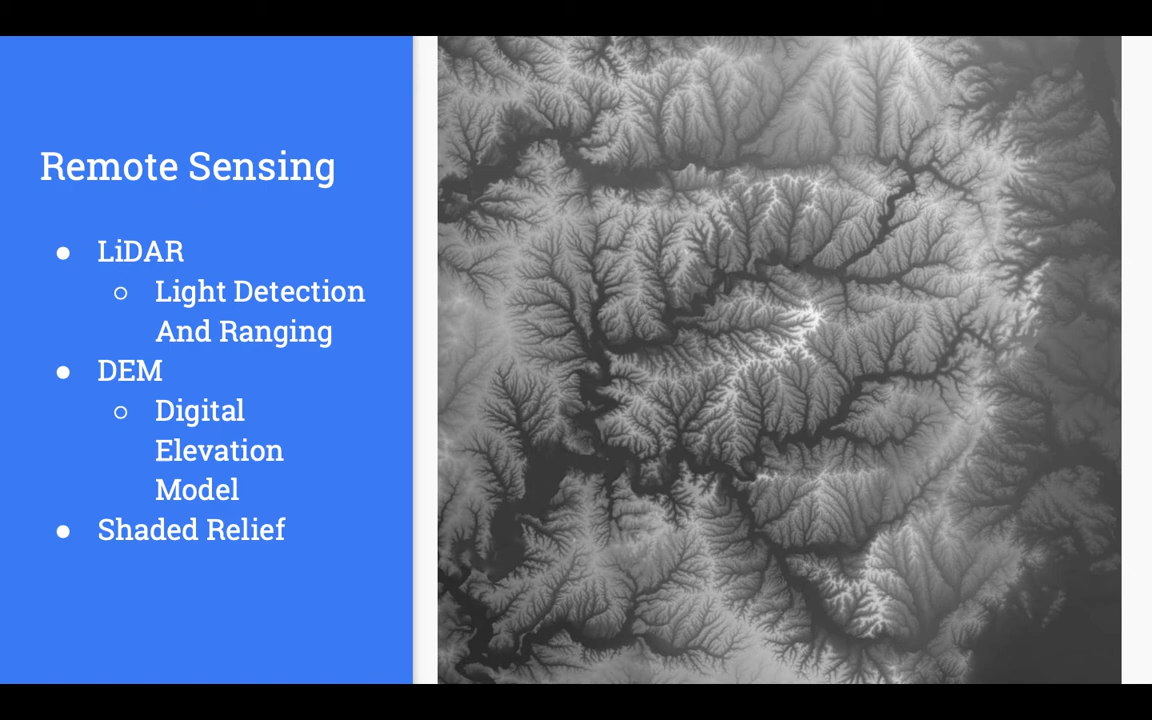 Remote Sensing
● LiDAR
○ Light Detection
And Ranging
● DEM
○ Digital
Elevation
Model
● Shaded Relief